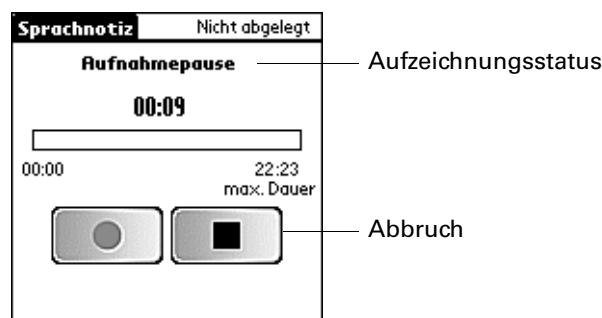 Sprachnotiz Nicht abgelegt
Aufnahmepause
Aufzeichnungsstatus
00:09
00:00 22:23
max. Dauer
Abbruch